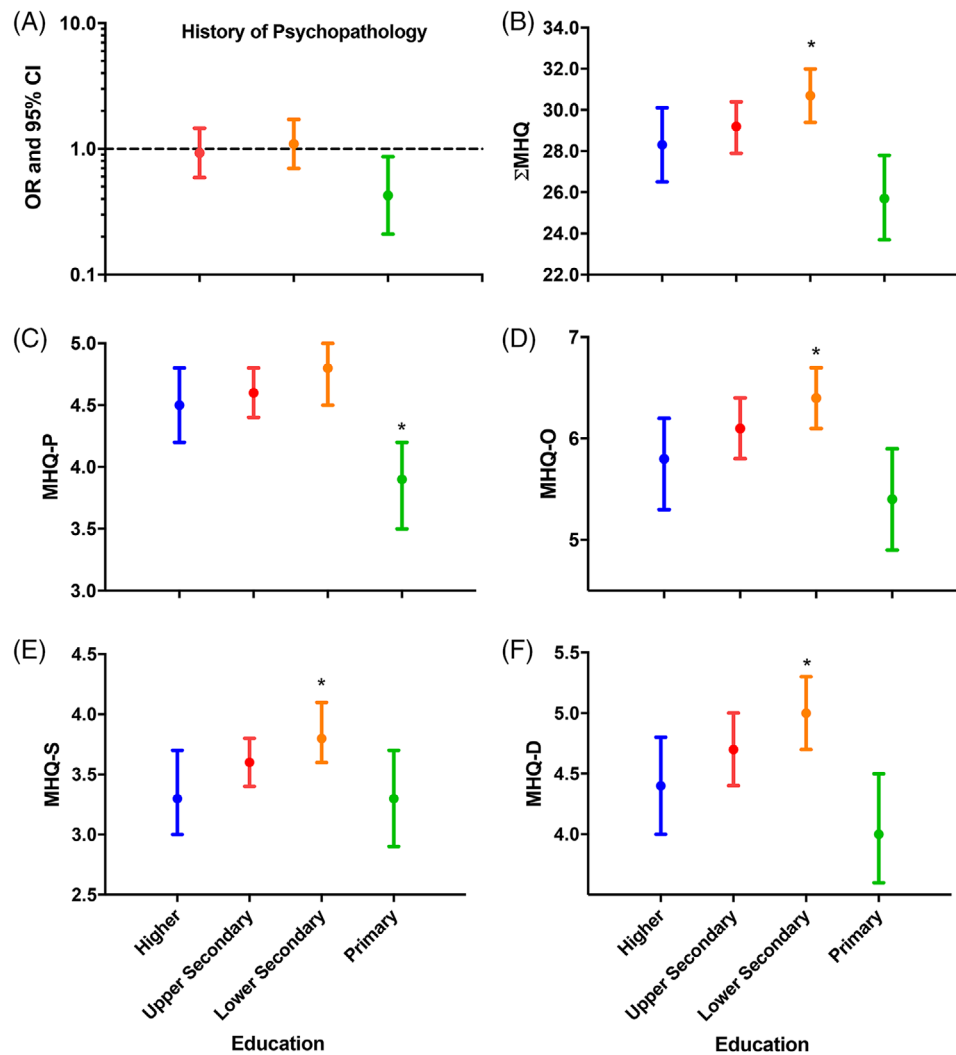 (A)
History of Psychopathology
OR and 95% CI
10.0
1.0
0.1
(B)
ΣMHQ
34.0
32.0
30.0
28.0
26.0
24.0
22.0
*
(C)
MHQ-P
5.0
4.5
4.0
3.5
3.0
*
(D)
MHQ-O
7
6
5
*
(E)
MHQ-S
4.5
4.0
3.5
3.0
2.5
*
Higher
Upper Secondary
Lower Secondary
Primary
Education
(F)
MHQ-D
5.5
5.0
4.5
4.0
*
Higher
Upper Secondary
Lower Secondary
Primary
Education